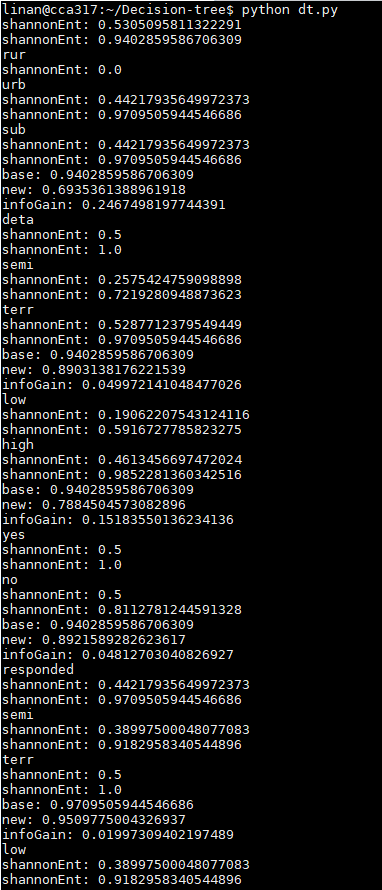 linan@cca317:~/Decision-tree$ python dt.py
shannonEnt: 0.5305095811322291
shannonEnt: 0.9402859586706309
rur
shannonEnt: 0.0
urb
shannonEnt: 0.44217935649972373
shannonEnt: 0.9709505944546686
sub
shannonEnt: 0.44217935649972373
shannonEnt: 0.9709505944546686
base: 0.9402859586706309
new: 0.6935361388961918
infoGain: 0.2467498197744391
deta
shannonEnt: 0.5
shannonEnt: 1.0
semi
shannonEnt: 0.2575424759098898
shannonEnt: 0.7219280948873623
terr
shannonEnt: 0.5287712379549449
shannonEnt: 0.9709505944546686
base: 0.9402859586706309
new: 0.8903138176221539
infoGain: 0.049972141048477026
low
shannonEnt: 0.19062207543124116
shannonEnt: 0.5916727785823275
high
shannonEnt: 0.4613456697472024
shannonEnt: 0.9852281360342516
base: 0.9402859586706309
new: 0.7884504573082896
infoGain: 0.15183550136234136
yes
shannonEnt: 0.5
shannonEnt: 1.0
no
shannonEnt: 0.5
shannonEnt: 0.8112781244591328
base: 0.9402859586706309
new: 0.8921589282623617
infoGain: 0.04812703040826927
responded
shannonEnt: 0.44217935649972373
shannonEnt: 0.9709505944546686
semi
shannonEnt: 0.38997500048077083
shannonEnt: 0.9182958340544896
terr
shannonEnt: 0.5
shannonEnt: 1.0
base: 0.9709505944546686
new: 0.9509775004326937
infoGain: 0.01997309402197489
low
shannonEnt: 0.38997500048077083
shannonEnt: 0.9182958340544896